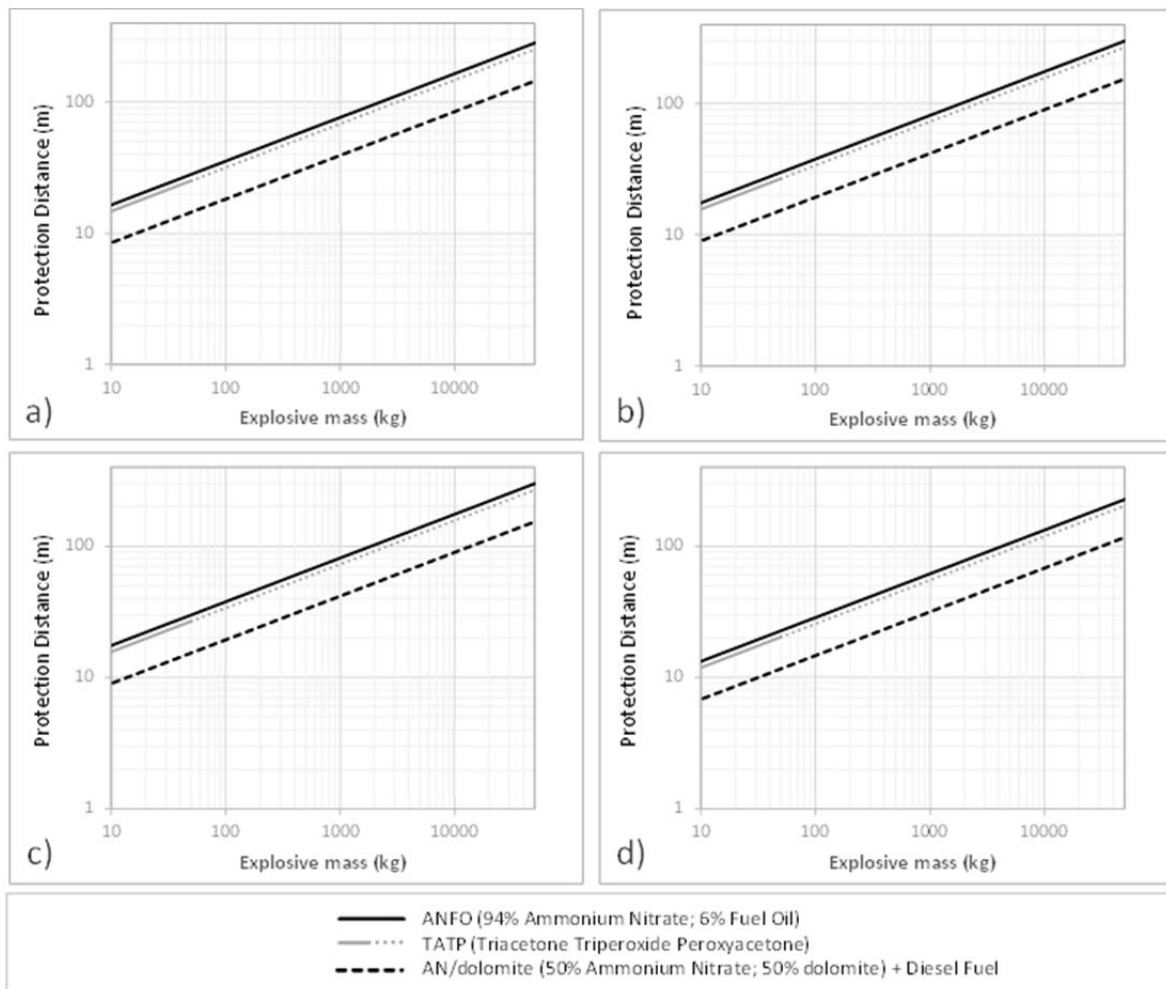 Protection Distance (m)
100
10
1
10 100 1000 10000
Explosive mass (kg)
a)
Protection Distance (m)
100
10
1
10 100 1000 10000
Explosive mass (kg)
b)
Protection Distance (m)
100
10
1
10 100 1000 10000
Explosive mass (kg)
c)
Protection Distance (m)
100
10
1
10 100 1000 10000
Explosive mass (kg)
d)
ANFO (94% Ammonium Nitrate; 6% Fuel Oil)
TATP (Triacetone Triperoxide Peroxyacetone)
AN/dolomite (50% Ammonium Nitrate; 50% dolomite) + Diesel Fuel